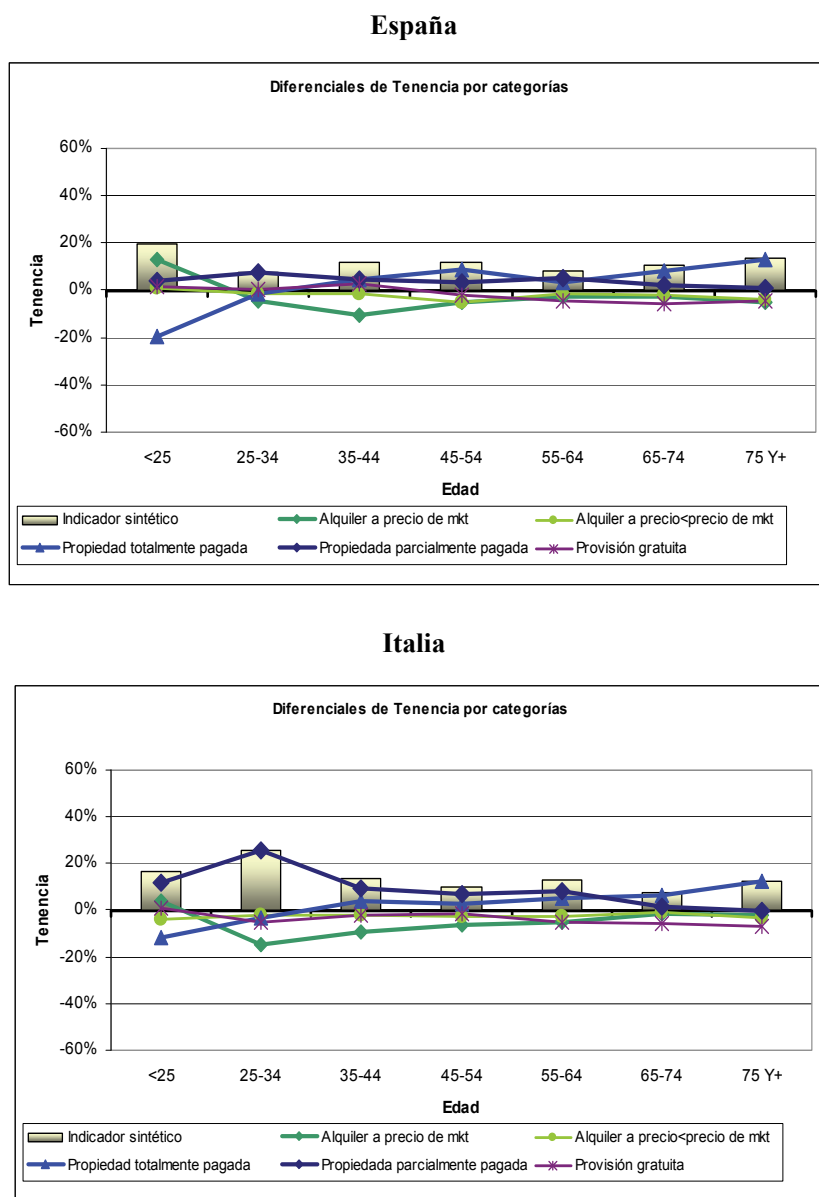 España
Diferenciales de Tenencia por categorías
60%
40%
20%
0%
-20%
-40%
-60%
Tenencia
<25 25-34 35-44 45-54 55-64 65-74 75 Y+
Edad
Indicador sintético Alquiler a precio de mkt Alquiler a precio<precio de mkt
Propiedad totalmente pagada Propiedada parcialmente pagada Provisión gratuita
Italia
Diferenciales de Tenencia por categorías
60%
40%
20%
0%
-20%
-40%
-60%
Tenencia
<25 25-34 35-44 45-54 55-64 65-74 75 Y+
Edad
Indicador sintético Alquiler a precio de mkt Alquiler a precio<precio de mkt
Propiedad totalmente pagada Propiedada parcialmente pagada Provisión gratuita